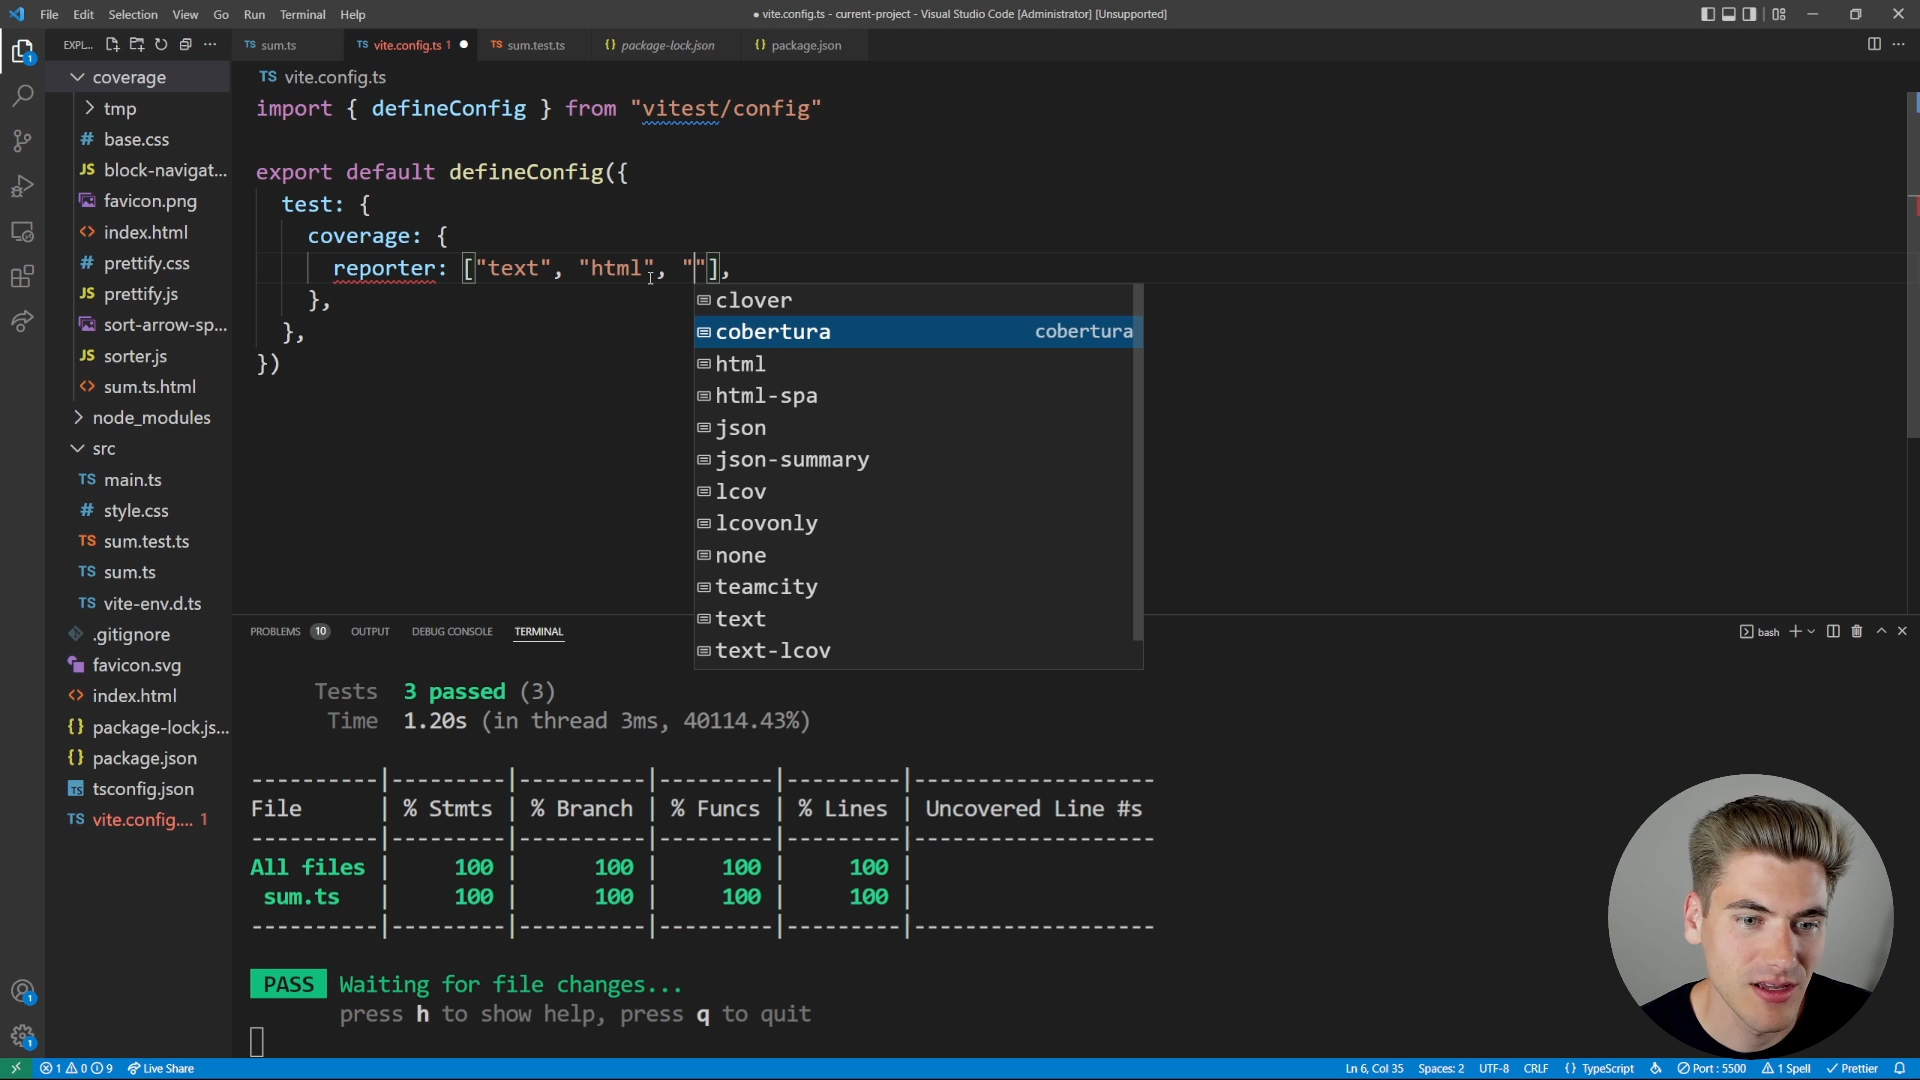 File Edit Selection View Go Run Terminal Help
● vite.config.ts - current-project - Visual Studio Code [Administrator] [Unsupported]
EXPL...
TS sum.ts
TS vite.config.ts 1 ●
TS sum.test.ts
{} package-lock.json
{} package.json
coverage
tmp
# base.css
JS block-navigat...
favicon.png
<> index.html
# prettify.css
JS prettify.js
sort-arrow-sp...
JS sorter.js
<> sum.ts.html
node_modules
src
TS main.ts
# style.css
TS sum.test.ts
TS sum.ts
TS vite-env.d.ts
.gitignore
favicon.svg
<> index.html
{} package-lock.js...
{} package.json
TS tsconfig.json
TS vite.config.... 1
1
1
1
TS vite.config.ts
import { defineConfig } from "vitest/config"
export default defineConfig({
test: {
coverage: {
reporter: ["text", "html", ""],
},
},
})
clover
cobertura cobertura
html
html-spa
json
json-summary
lcov
lcovonly
none
teamcity
text
text-lcov
PROBLEMS 10 OUTPUT DEBUG CONSOLE TERMINAL
bash
Tests 3 passed (3)
Time 1.20s (in thread 3ms, 40114.43%)
----------|---------|----------|---------|---------|-------------------
File | % Stmts | % Branch | % Funcs | % Lines | Uncovered Line #s
----------|---------|----------|---------|---------|-------------------
All files | 100 | 100 | 100 | 100 |
sum.ts | 100 | 100 | 100 | 100 |
----------|---------|----------|---------|---------|-------------------
PASS Waiting for file changes...
press h to show help, press q to quit
1 0 9 Live Share
Ln 6, Col 35 Spaces: 2 UTF-8 CRLF {} TypeScript Port : 5500 1 Spell Prettier